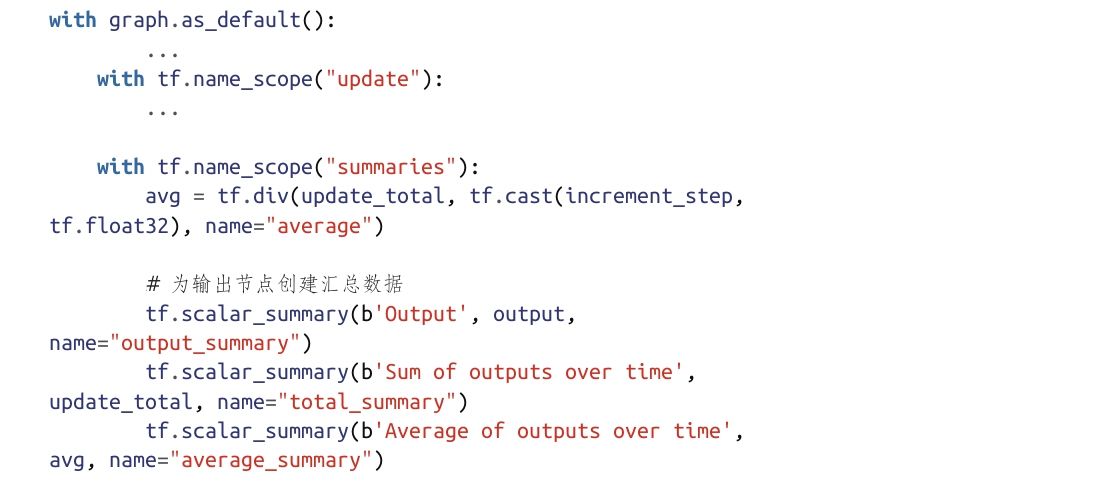 with graph.as_default():
        ...
    with tf.name_scope("update"):
        ...
    with tf.name_scope("summaries"):
        avg = tf.div(update_total, tf.cast(increment_step,
tf.float32), name="average")
        # 为输出节点创建汇总数据
        tf.scalar_summary(b'Output', output,
name="output_summary")
        tf.scalar_summary(b'Sum of outputs over time',
update_total, name="total_summary")
        tf.scalar_summary(b'Average of outputs over time',
avg, name="average_summary")